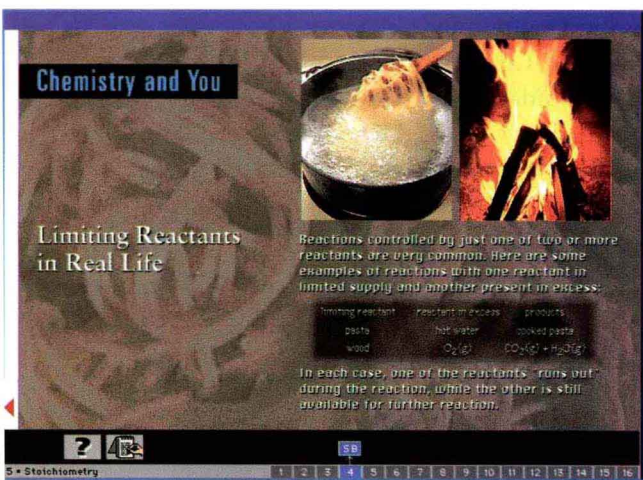 Chemistry and You
Limiting Reactants
in Real Life
Reactions controlled by just one of two or more
reactants are very common. Here are some
examples of reactions with one reactant in
limited supply and another present in excess:
limiting reactant reactant in excess products
pasta hot water cooked pasta
wood O₂(g) CO₂(g) + H₂O(g)
In each case, one of the reactants "runs out"
during the reaction, while the other is still
available for further reaction.
?
SB
5 • Stoichiometry 1 2 3 4 5 6 7 8 9 10 11 12 13 14 15 16